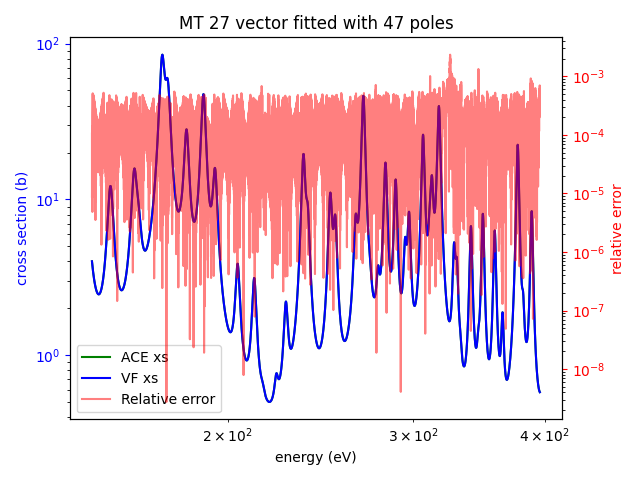 MT 27 vector fitted with 47 poles
cross section (b)
10²
10¹
10⁰
10⁻³
10⁻⁴
10⁻⁵
10⁻⁶
10⁻⁷
10⁻⁸
relative error
ACE xs
VF xs
Relative error
2 × 10² 3 × 10² 4 × 10²
energy (eV)